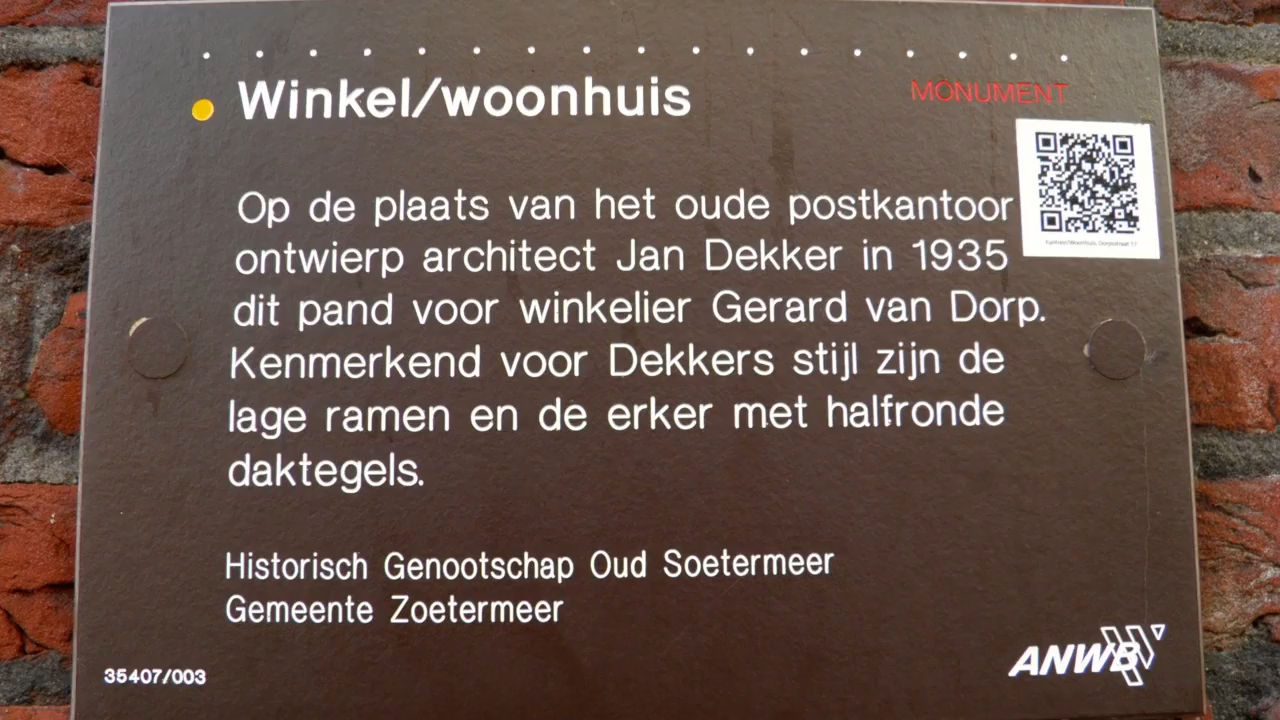 Winkel/woonhuis
MONUMENT
Op de plaats van het oude postkantoor
ontwierp architect Jan Dekker in 1935
dit pand voor winkelier Gerard van Dorp.
Kenmerkend voor Dekkers stijl zijn de
lage ramen en de erker met halfronde
daktegels.
Historisch Genootschap Oud Soetermeer
Gemeente Zoetermeer
35407/003
ANWB